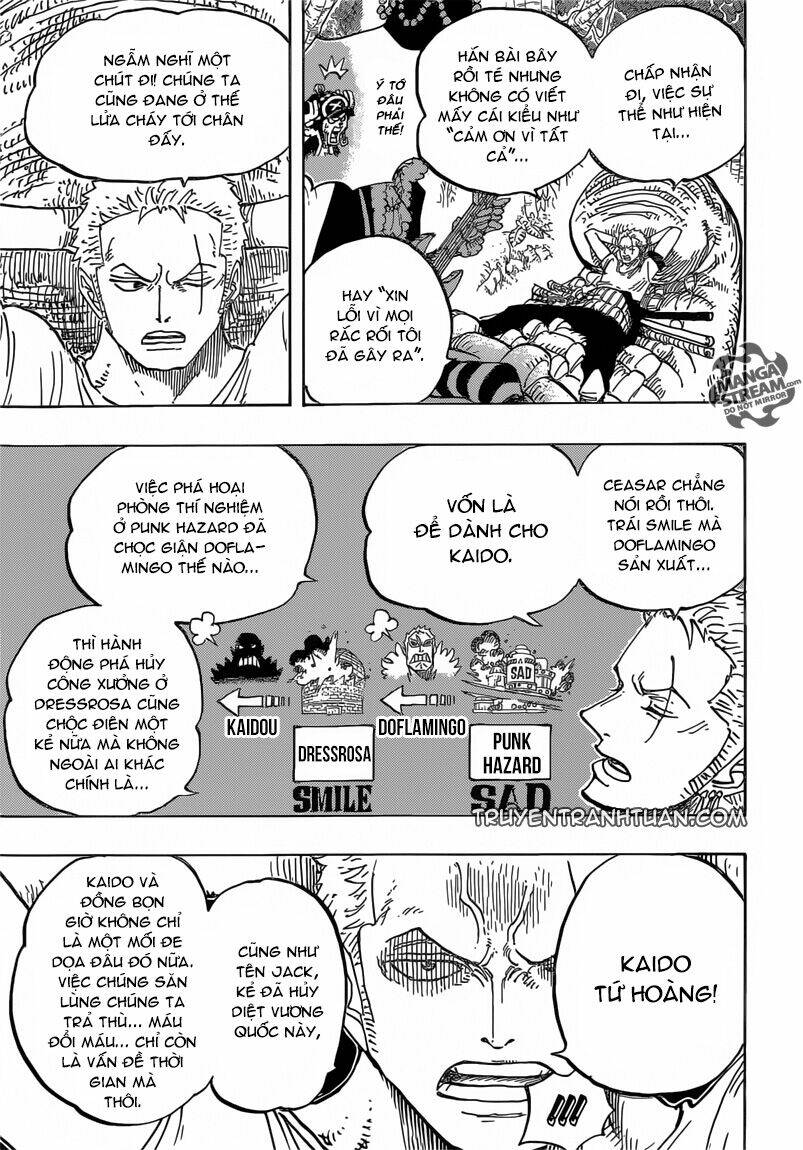 CHẤP NHẬN
ĐI, VIỆC SỰ
THỂ NHƯ HIỆN
TẠI...
HẮN BÀI BÂY
RỒI TÉ NHƯNG
KHÔNG CÓ VIẾT
MẤY CÁI KIỂU NHƯ
"CẢM ƠN VÌ TẤT
CẢ"...
Ý TỚ
ĐÂU
PHẢI
THẾ!
HAY "XIN
LỖI VÌ MỌI
RẮC RỐI TÔI
ĐÃ GÂY RA".
MANGA
STREAM.com
DO NOT MIRROR!
NGẪM NGHĨ MỘT
CHÚT ĐI! CHÚNG TA
CŨNG ĐANG Ở THẾ
LỬA CHÁY TỚI CHÂN
ĐẤY.
CEASAR CHẲNG
NÓI RỒI THÔI.
TRÁI SMILE MÀ
DOFLAMINGO
SẢN XUẤT...
VỐN LÀ
ĐỂ DÀNH CHO
KAIDO.
VIỆC PHÁ HOẠI
PHÒNG THÍ NGHIỆM
Ở PUNK HAZARD ĐÃ
CHỌC GIẬN DOFLA-
MINGO THẾ NÀO...
THÌ HÀNH
ĐỘNG PHÁ HỦY
CÔNG XƯỞNG Ở
DRESSROSA CŨNG
CHỘC ĐIỆN MỘT
KẺ NỮA MÀ KHÔNG
NGOÀI AI KHÁC
CHÍNH LÀ...
SAD
KAIDOU
DOFLAMINGO
DRESSROSA
PUNK
HAZARD
SMILE
SAD
TRUYENTRANHTUAN.COM
KAIDO
TỨ HOÀNG!
!!!
CŨNG NHƯ
TÊN JACK,
KẺ ĐÃ HỦY
DIỆT VƯƠNG
QUỐC NÀY,
KAIDO VÀ
ĐỒNG BỌN
GIỜ KHÔNG CHỈ
LÀ MỘT MỐI ĐE
DỌA ĐÂU ĐÓ NỮA.
VIỆC CHÚNG SĂN
LÙNG CHÚNG TA
TRẢ THÙ... MÁU
ĐỔI MÁU... CHỈ CÒN
LÀ VẤN ĐỀ THỜI
GIAN MÀ
THÔI.